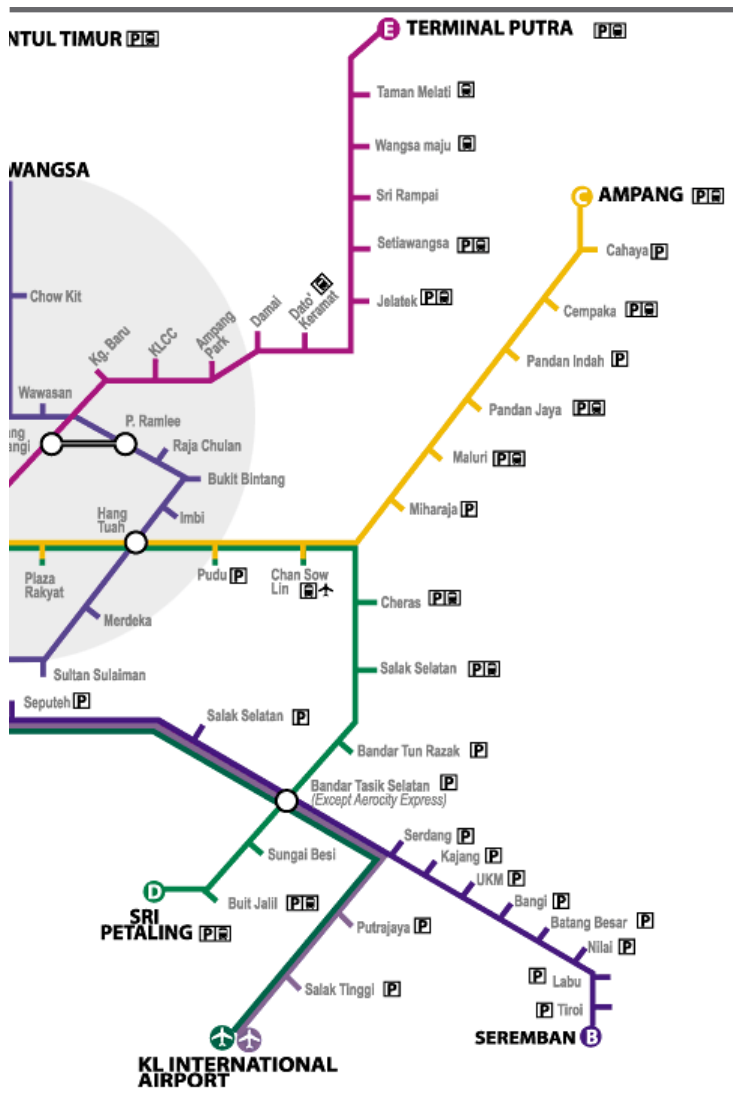 NTUL TIMUR P
E TERMINAL PUTRA P
Taman Melati
Wangsa maju
WANGSA
Sri Rampai
C AMPANG P
Setiawangsa P
Cahaya P
Chow Kit
Jelatek P
Dato'
Keramat
Damai
Ampang
Park
KLCC
Kg. Baru
Cempaka P
Pandan Indah P
Wawasan
P. Ramlee
Pandan Jaya P
ng
ngi
Raja Chulan
Maluri P
Bukit Bintang
Hang
Tuah
Imbi
Miharaja P
Plaza
Rakyat
Pudu P
Chan Sow
Lin
Cheras P
Merdeka
Sultan Sulaiman
Salak Selatan P
Seputeh P
Salak Selatan P
Bandar Tun Razak P
Bandar Tasik Selatan P
(Except Aerocity Express)
Serdang P
Sungai Besi
Kajang P
UKM P
D
SRI
PETALING P
Buit Jalil P
Bangi P
Putrajaya P
Batang Besar P
Nilai P
Salak Tinggi P
P Labu
P Tiroi
SEREMBAN B
KL INTERNATIONAL
AIRPORT